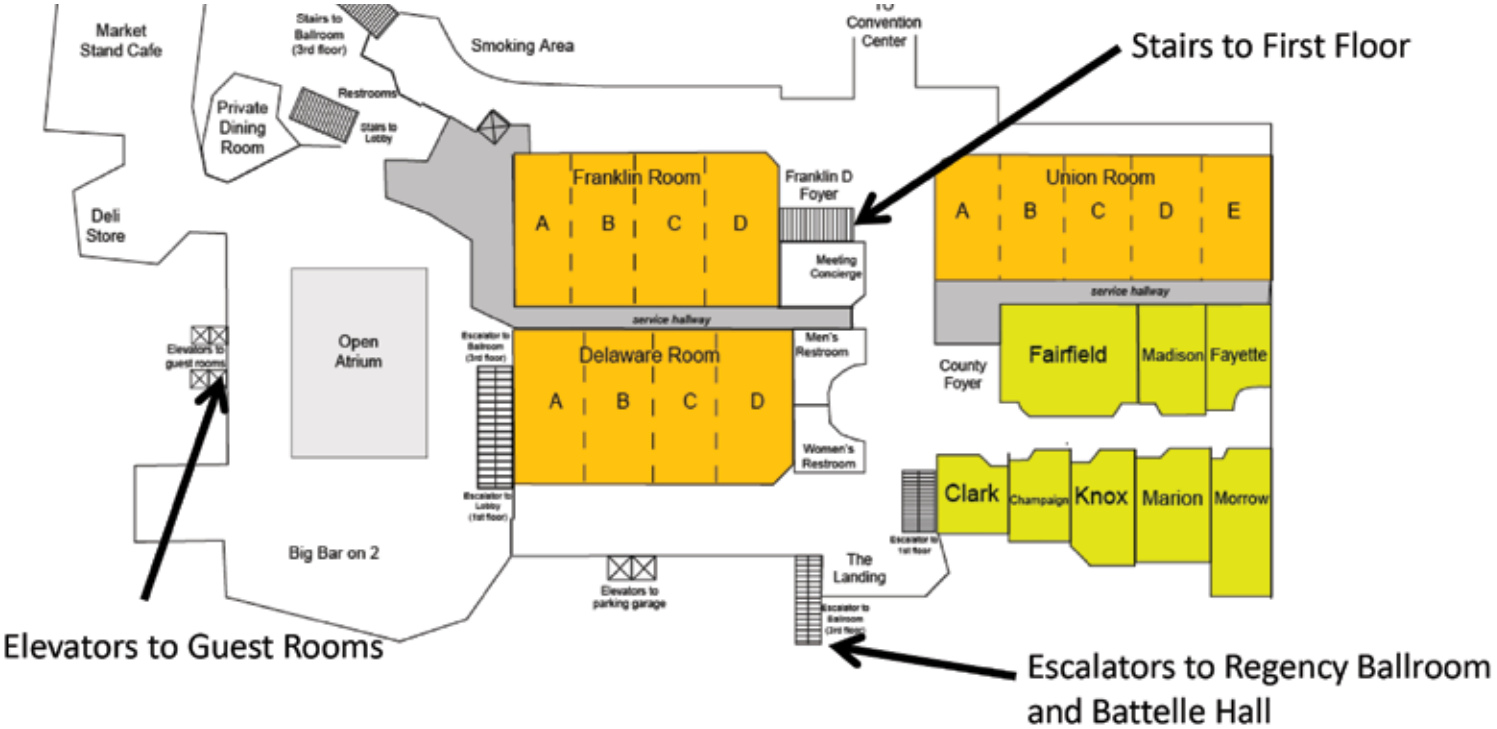 Market
Stand Cafe
Stairs to
Ballroom
(3rd floor)
Smoking Area
To
Convention
Center
Stairs to First Floor
Private
Dining
Room
Restrooms
Stairs to
Lobby
Deli
Store
Franklin Room
A B C D
Franklin D
Foyer
Meeting
Concierge
Union Room
A B C D E
service hallway
service hallway
Elevators to
guest rooms
Open
Atrium
Escalator to
Ballroom
(3rd floor)
Delaware Room
A B C D
Men's
Restroom
Women's
Restroom
County
Foyer
Fairfield
Madison
Fayette
Clark
Champaign
Knox
Marion
Morrow
Escalator to
Lobby
(1st floor)
Escalator to
1st floor
Big Bar on 2
Elevators to
parking garage
The
Landing
Escalator to
Ballroom
(3rd floor)
Elevators to Guest Rooms
Escalators to Regency Ballroom
and Battelle Hall